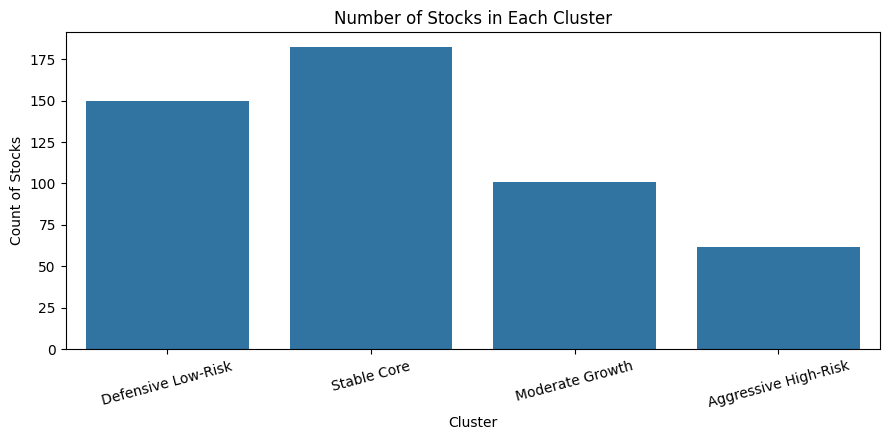 Number of Stocks in Each Cluster
Count of Stocks
175
150
125
100
75
50
25
0
Defensive Low-Risk
Stable Core
Moderate Growth
Aggressive High-Risk
Cluster